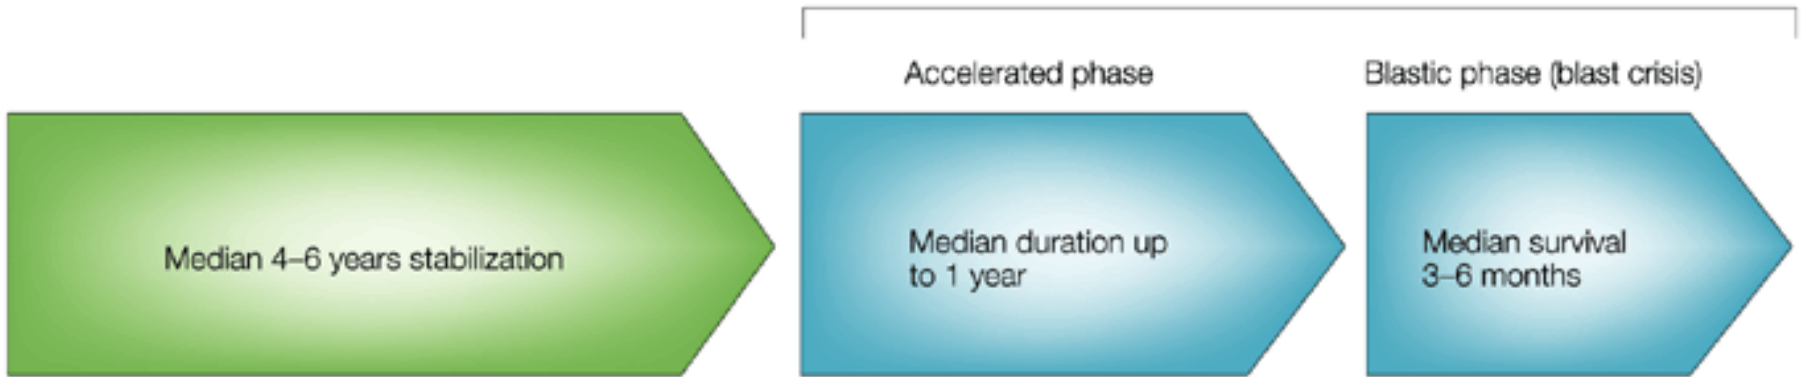 Accelerated phase
Blastic phase (blast crisis)
Median 4–6 years stabilization
Median duration up
to 1 year
Median survival
3–6 months